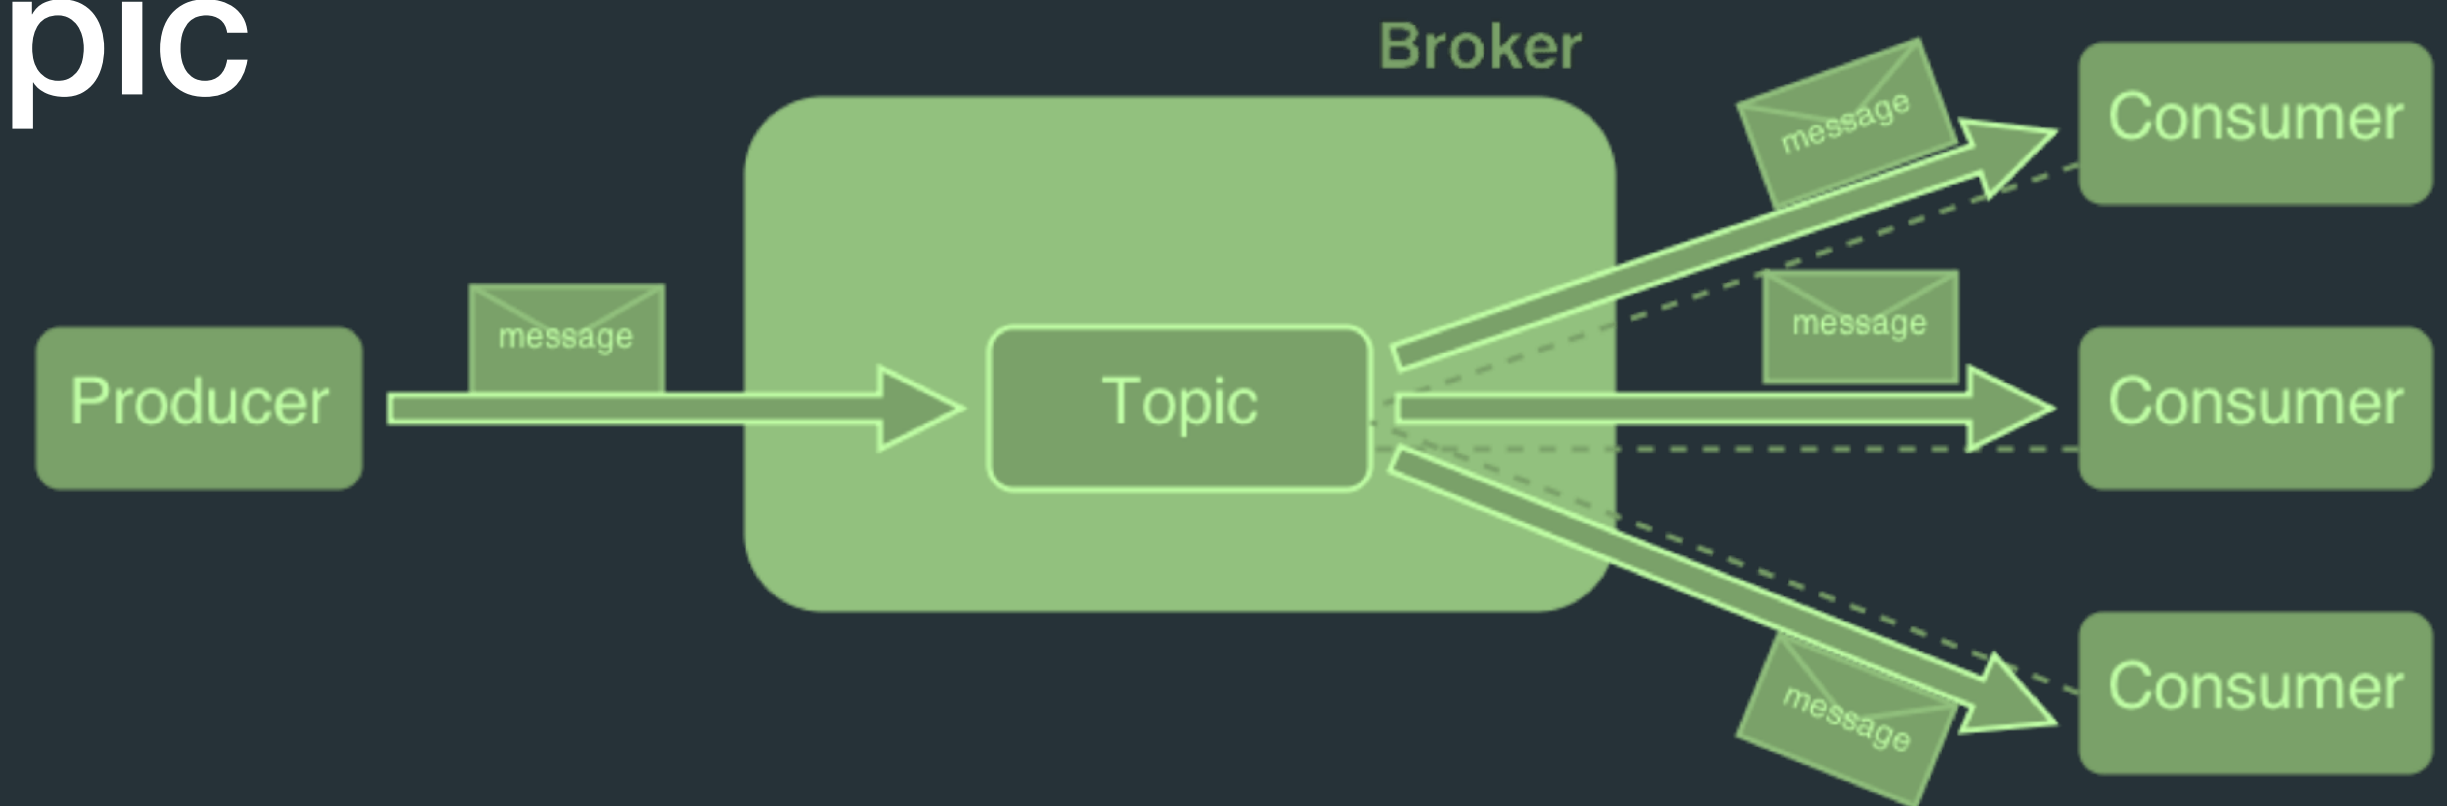 pic
Broker
message
Consumer
message
message
Producer
Topic
Consumer
message
Consumer